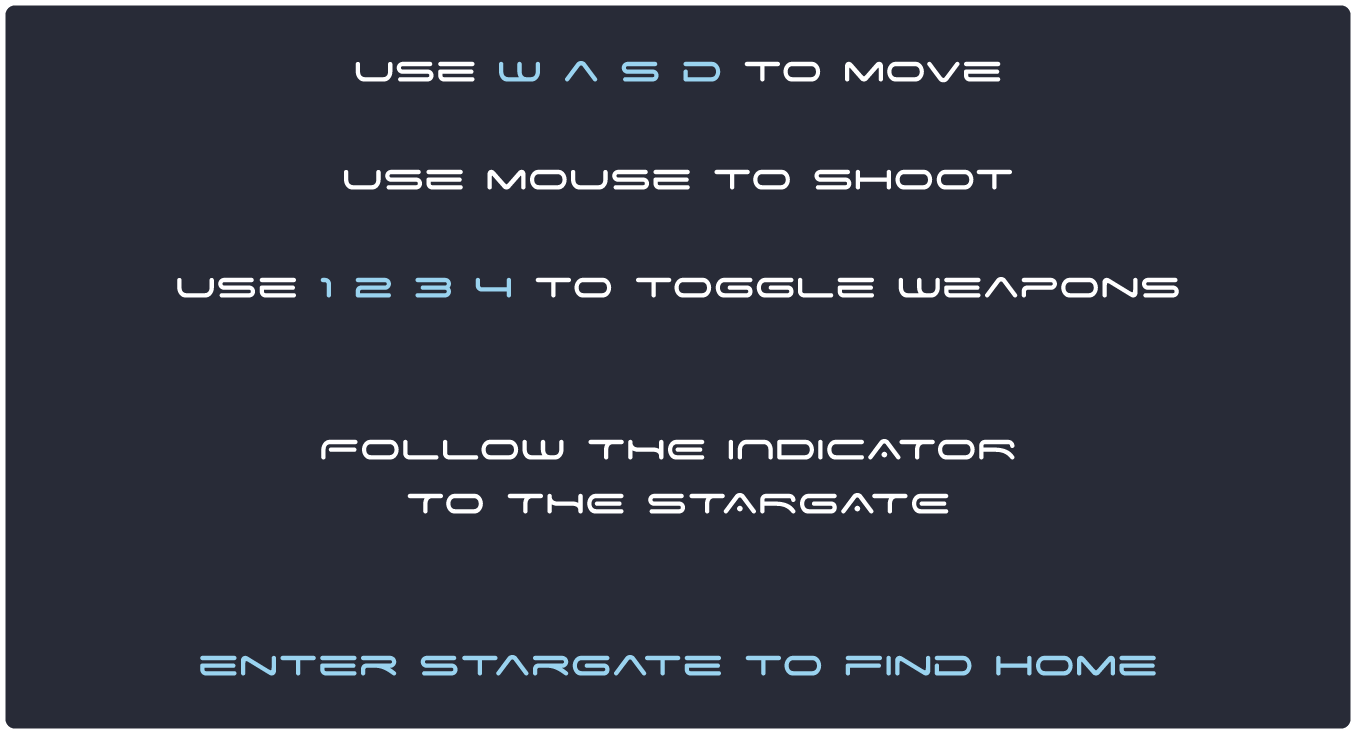 USE W A S D TO MOVE
USE MOUSE TO SHOOT
USE 1 2 3 4 TO TOGGLE WEAPONS
FOLLOW THE INDICATOR
TO THE STARGATE
ENTER STARGATE TO FIND HOME